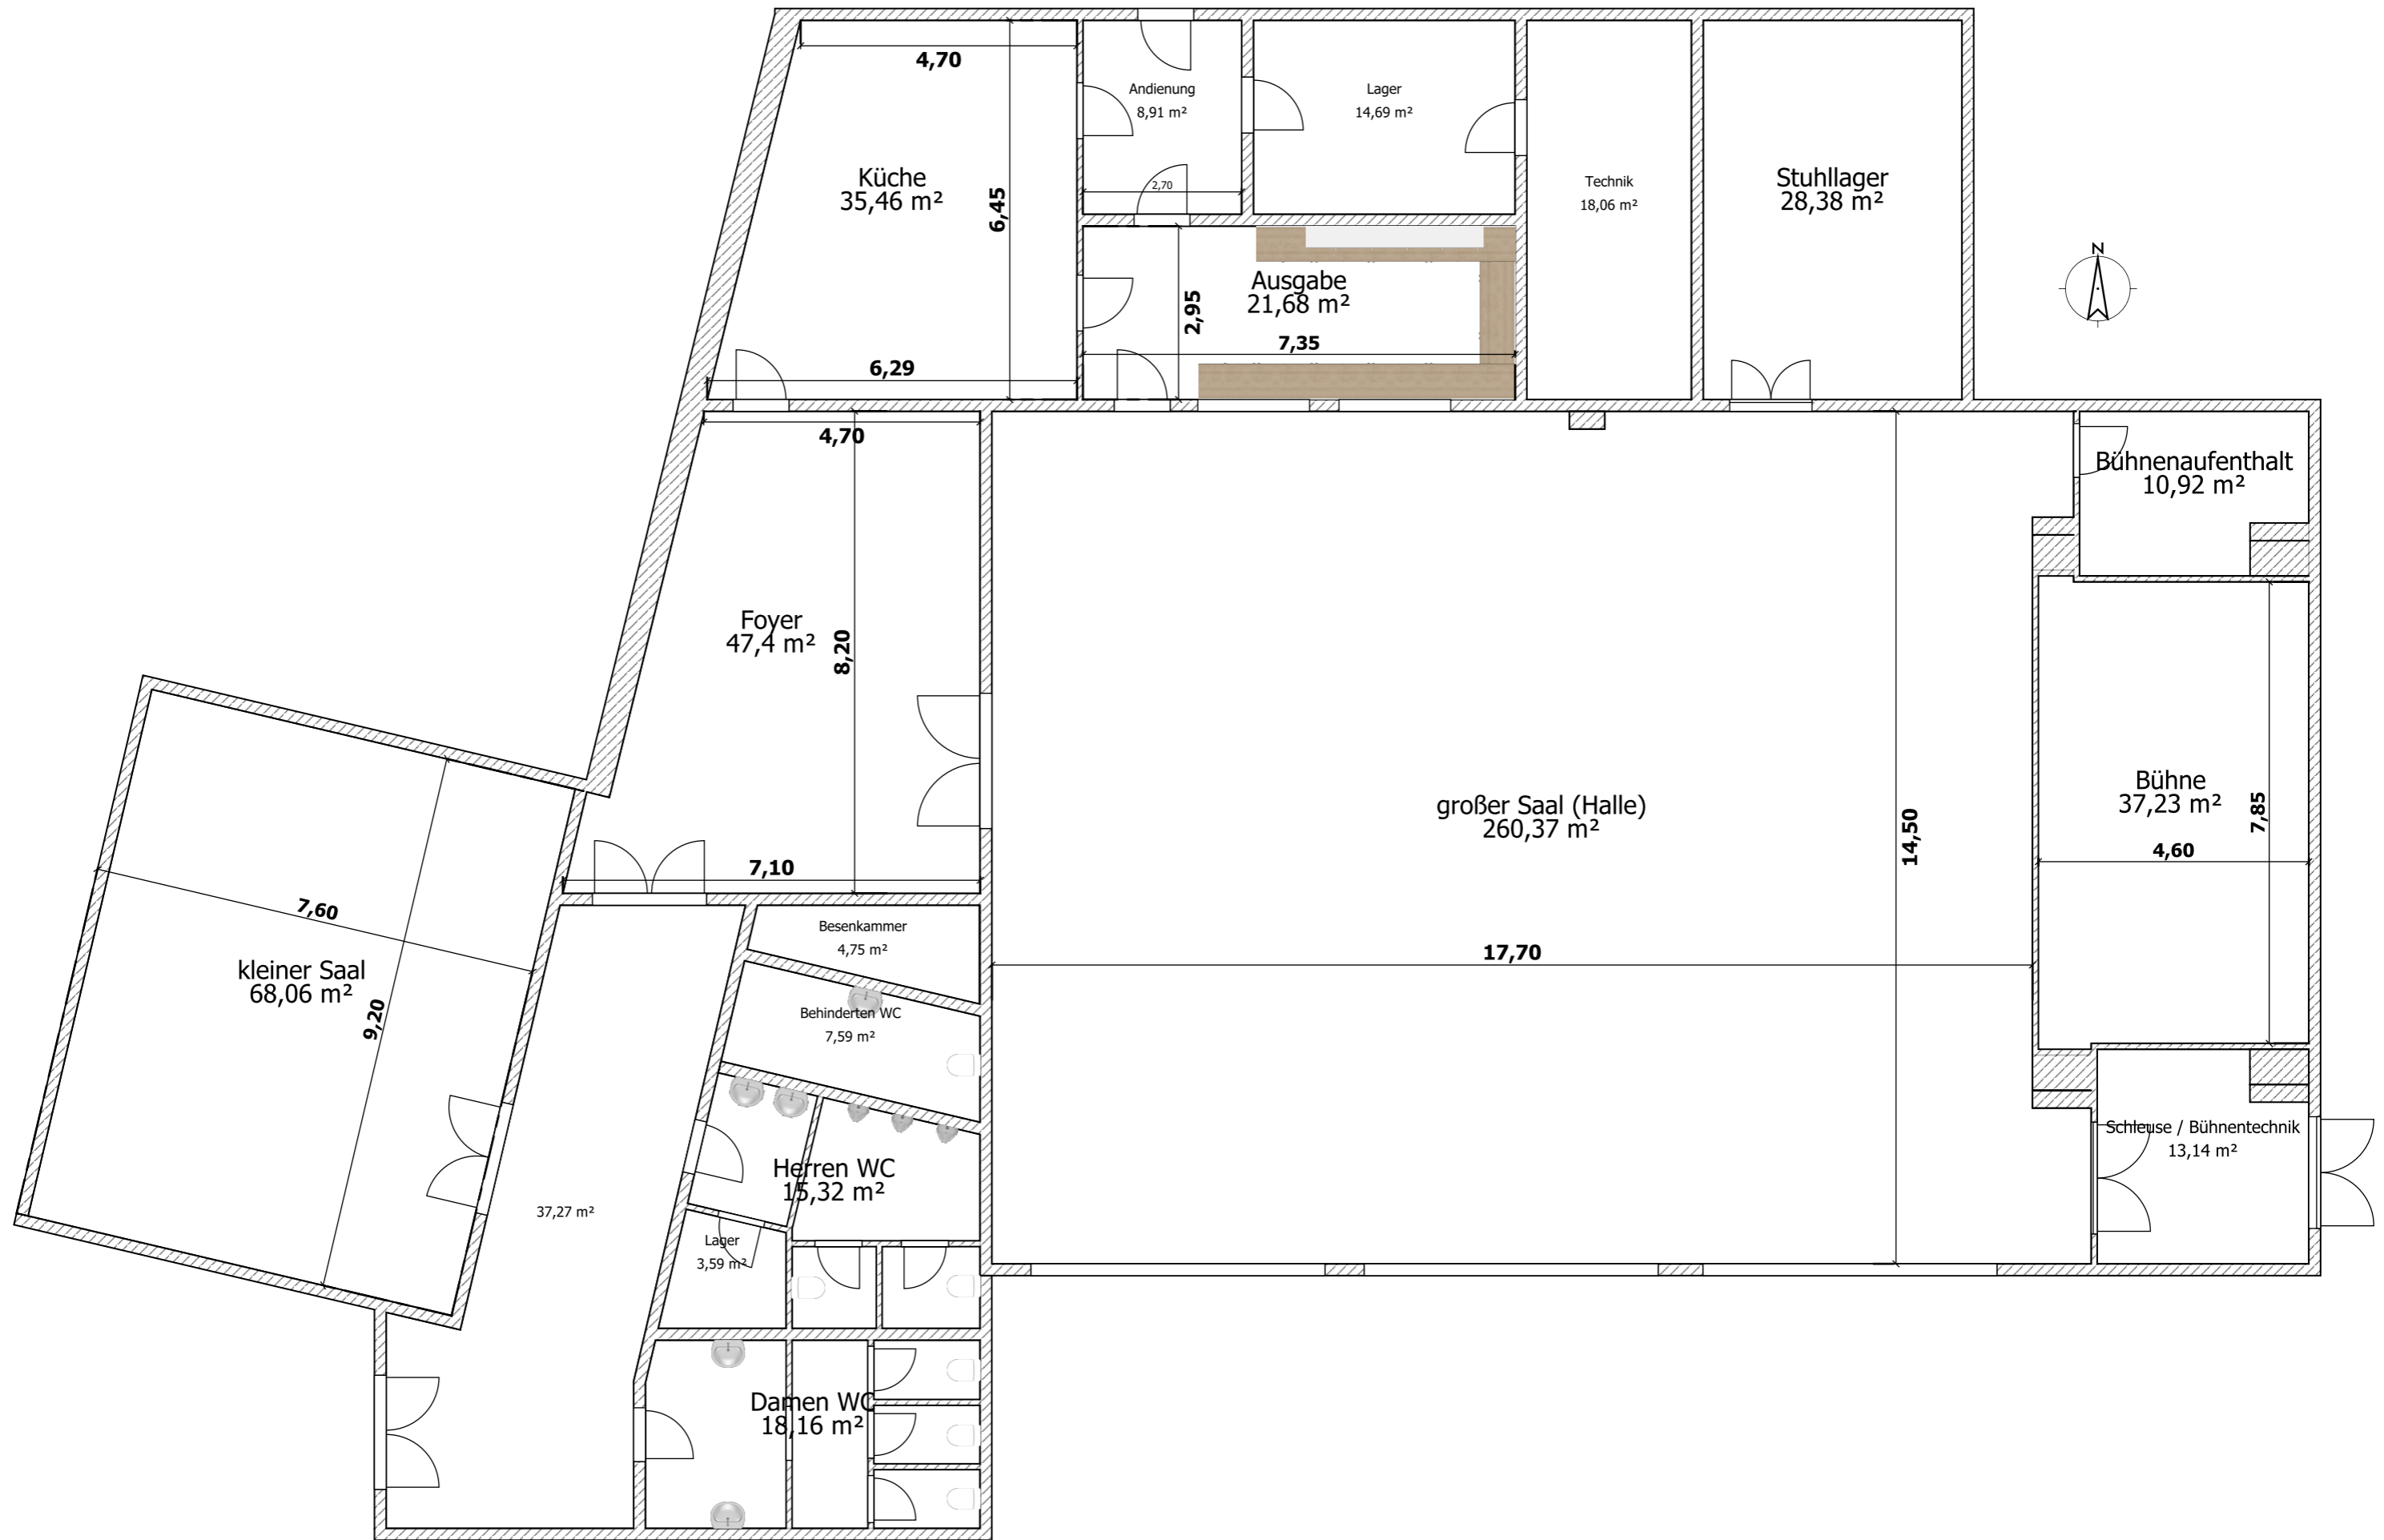 4,70
Andienung
8,91 m²
Lager
14,69 m²
Küche
35,46 m²
6,45
2,70
Technik
18,06 m²
Stuhllager
28,38 m²
N
Ausgabe
21,68 m²
2,95
7,35
6,29
4,70
Bühnenaufenthalt
10,92 m²
Foyer
47,4 m²
8,20
großer Saal (Halle)
260,37 m²
14,50
Bühne
37,23 m²
7,85
4,60
7,10
7,60
Besenkammer
4,75 m²
17,70
kleiner Saal
68,06 m²
9,20
Behinderten WC
7,59 m²
Schleuse / Bühnentechnik
13,14 m²
Herren WC
15,32 m²
37,27 m²
Lager
3,59 m²
Damen WC
18,16 m²